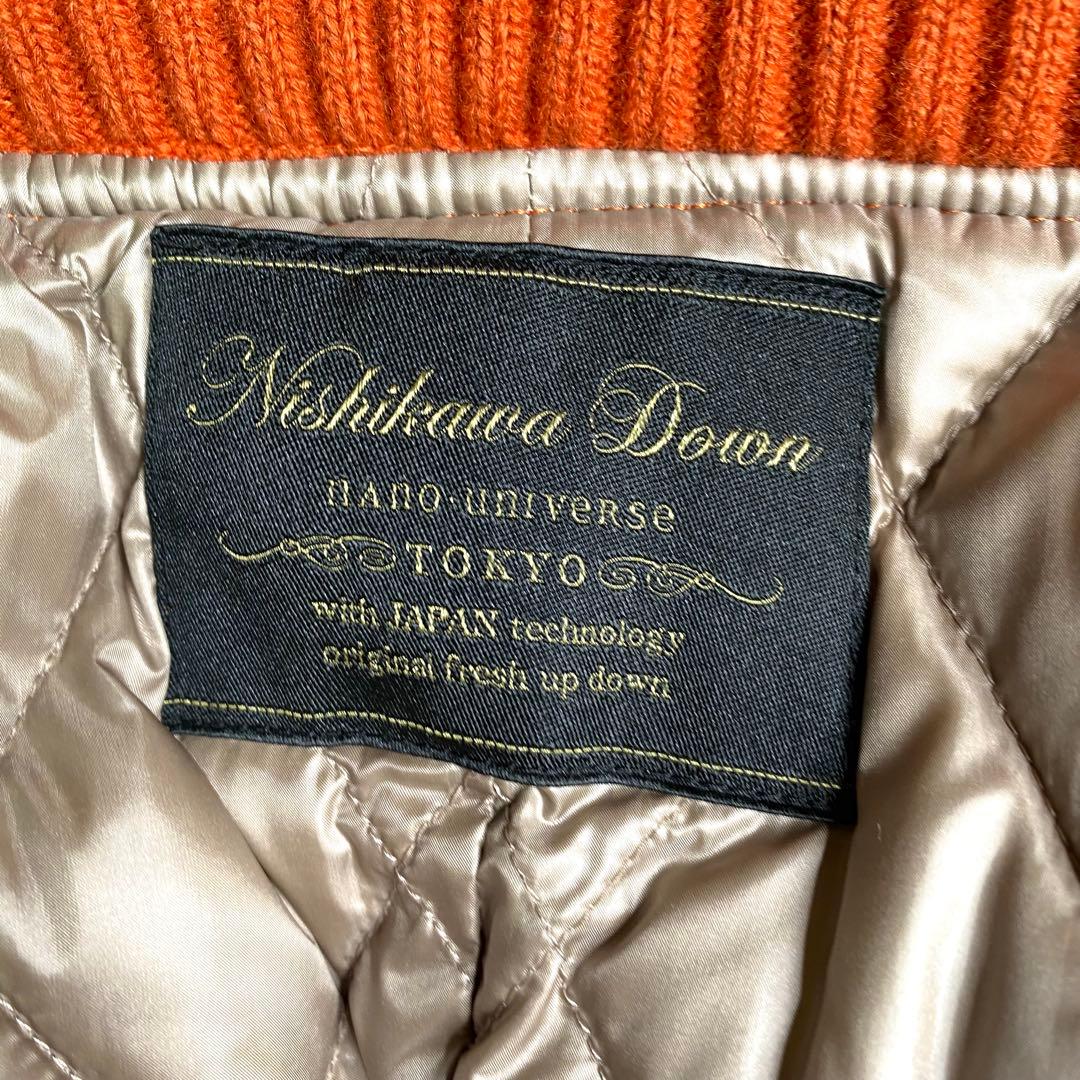 Nishikawa Down
nano·universe
TOKYO
with JAPAN technology
original fresh up down